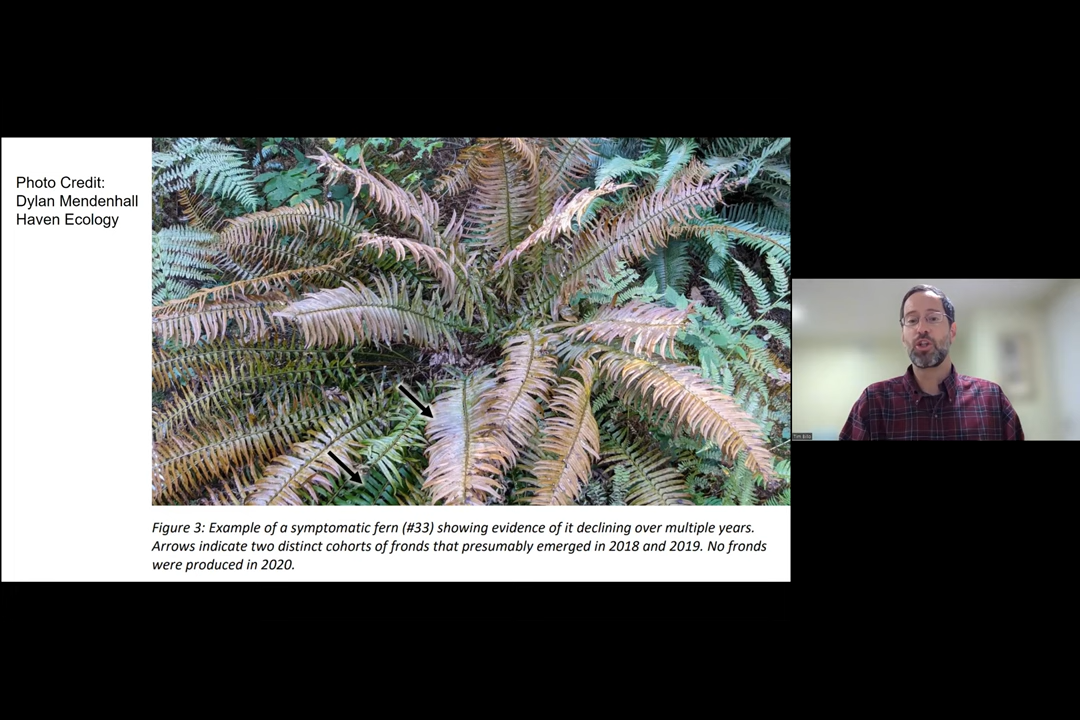 Photo Credit:
Dylan Mendenhall
Haven Ecology
Figure 3: Example of a symptomatic fern (#33) showing evidence of it declining over multiple years.
Arrows indicate two distinct cohorts of fronds that presumably emerged in 2018 and 2019. No fronds
were produced in 2020.